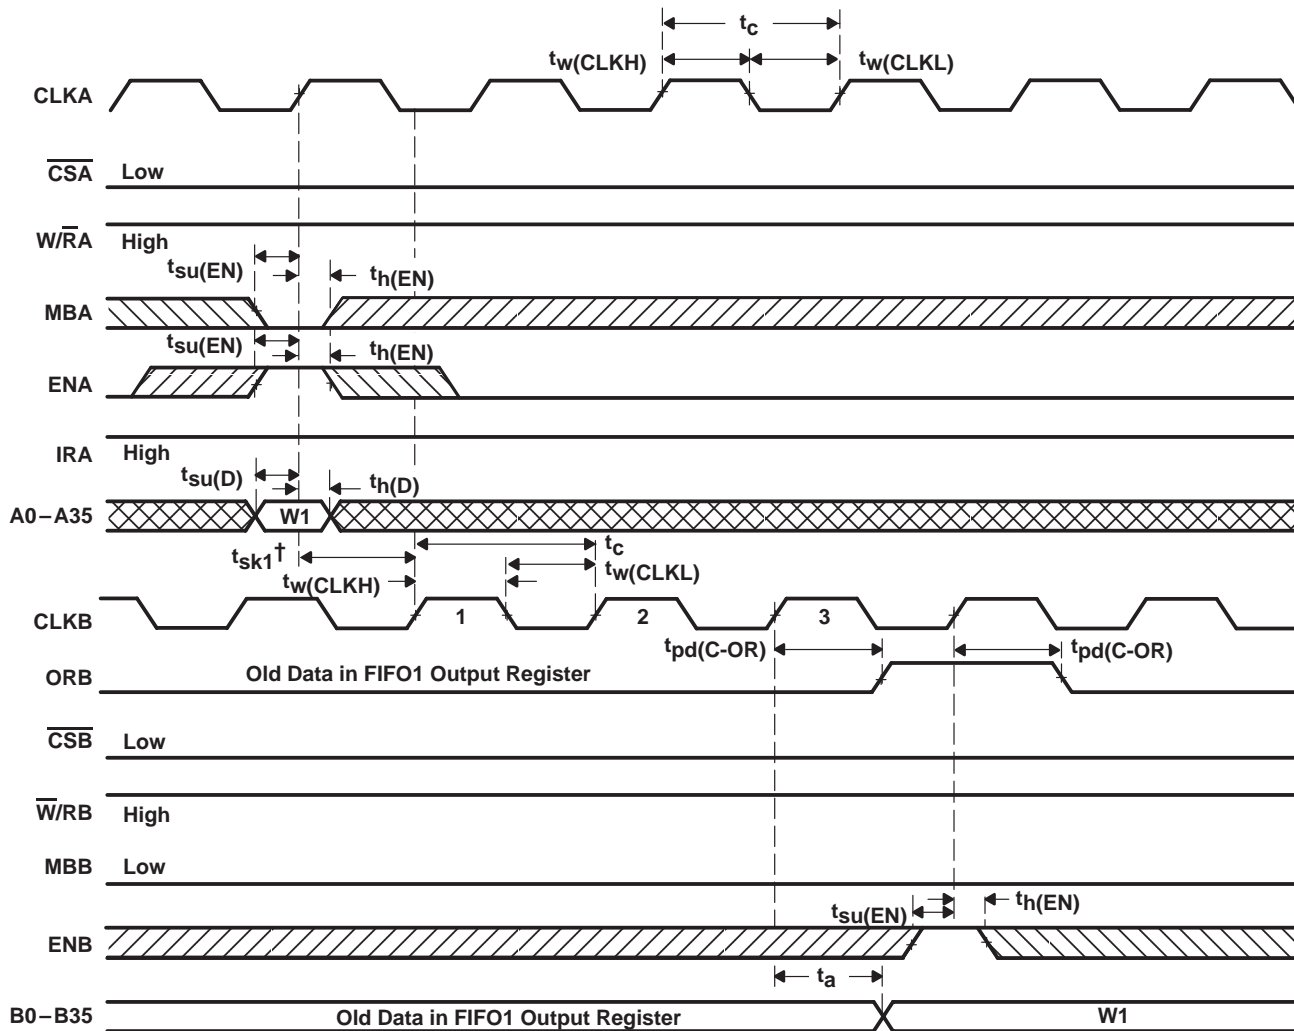 tc
tw(CLKH) tw(CLKL)
CLKA
CSA Low
W/RA High
tsu(EN) th(EN)
MBA
tsu(EN) th(EN)
ENA
IRA High
tsu(D) th(D)
A0–A35 W1
tsk1† tc
tw(CLKH) tw(CLKL)
CLKB 1 2 3
tpd(C-OR) tpd(C-OR)
ORB Old Data in FIFO1 Output Register
CSB Low
W/RB High
MBB Low
tsu(EN) th(EN)
ENB
ta
B0–B35 Old Data in FIFO1 Output Register W1